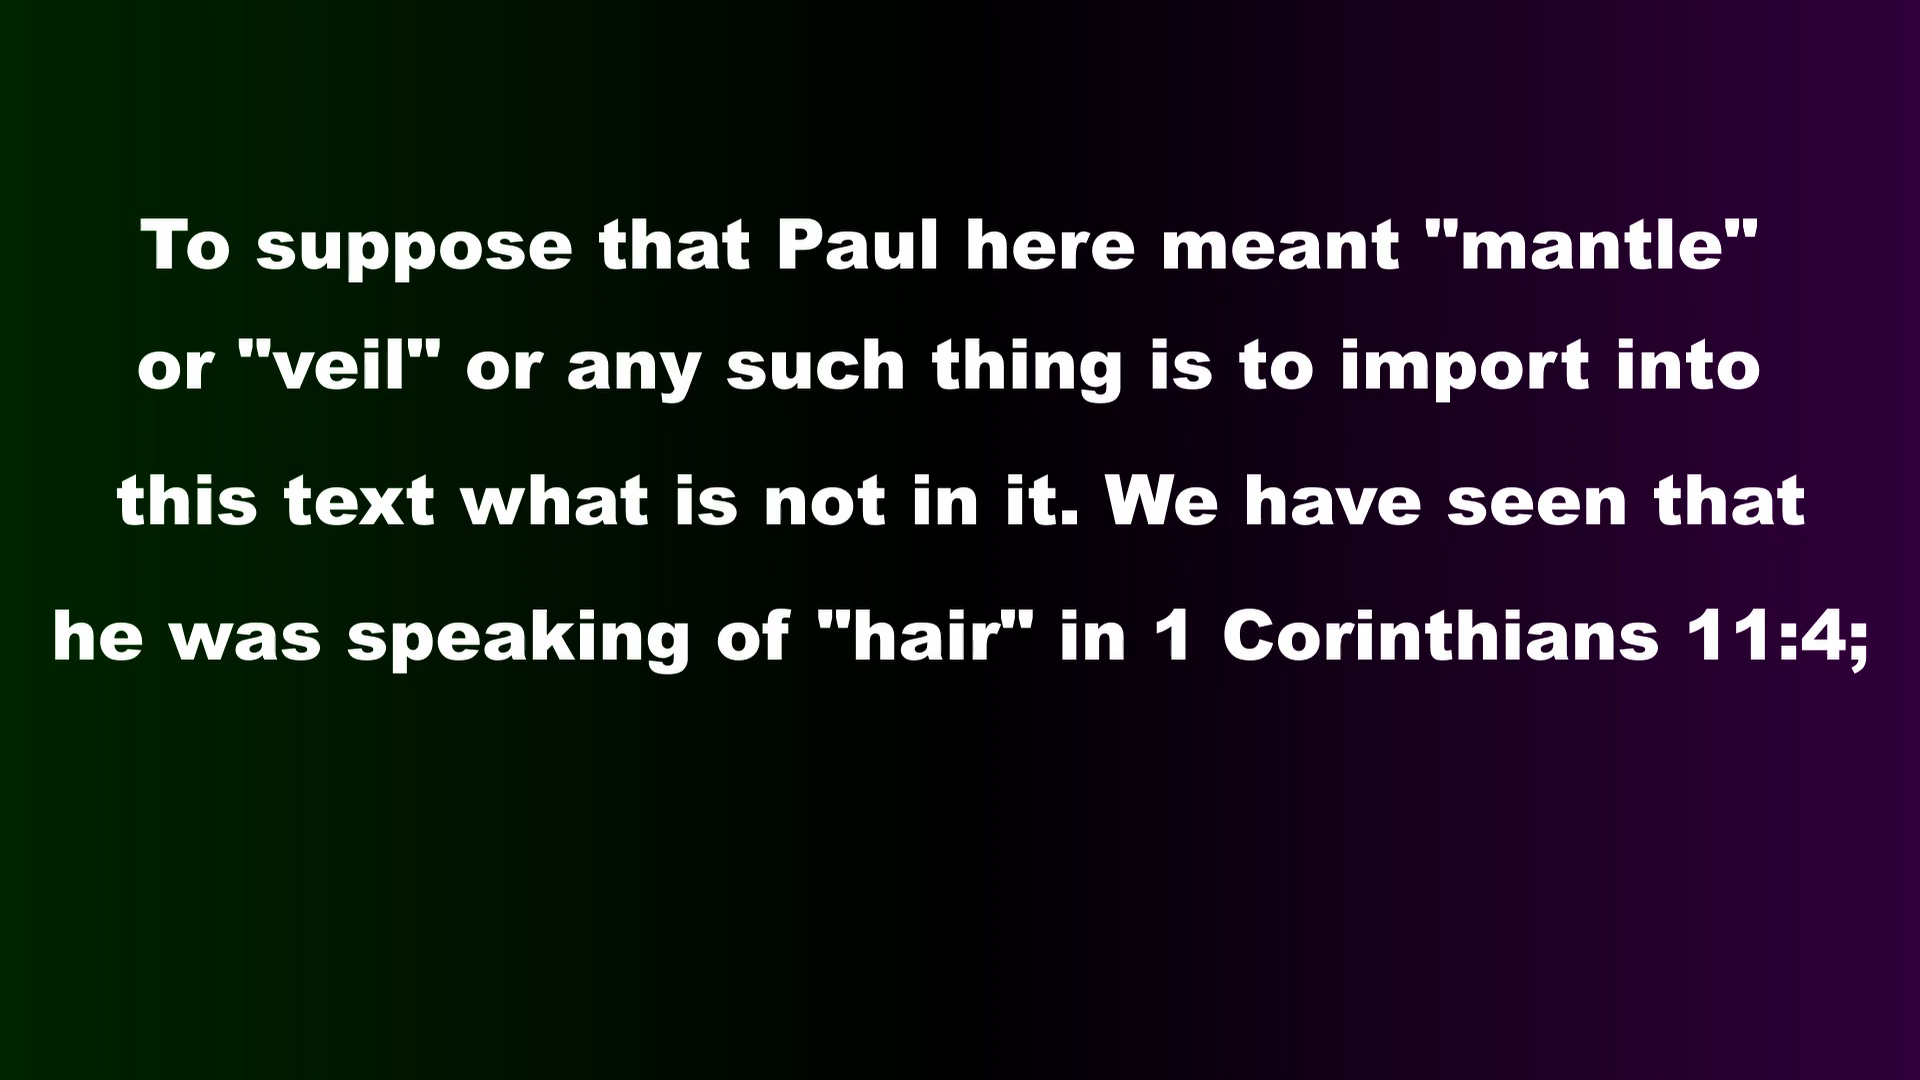 To suppose that Paul here meant "mantle"
or "veil" or any such thing is to import into
this text what is not in it. We have seen that
he was speaking of "hair" in 1 Corinthians 11:4;